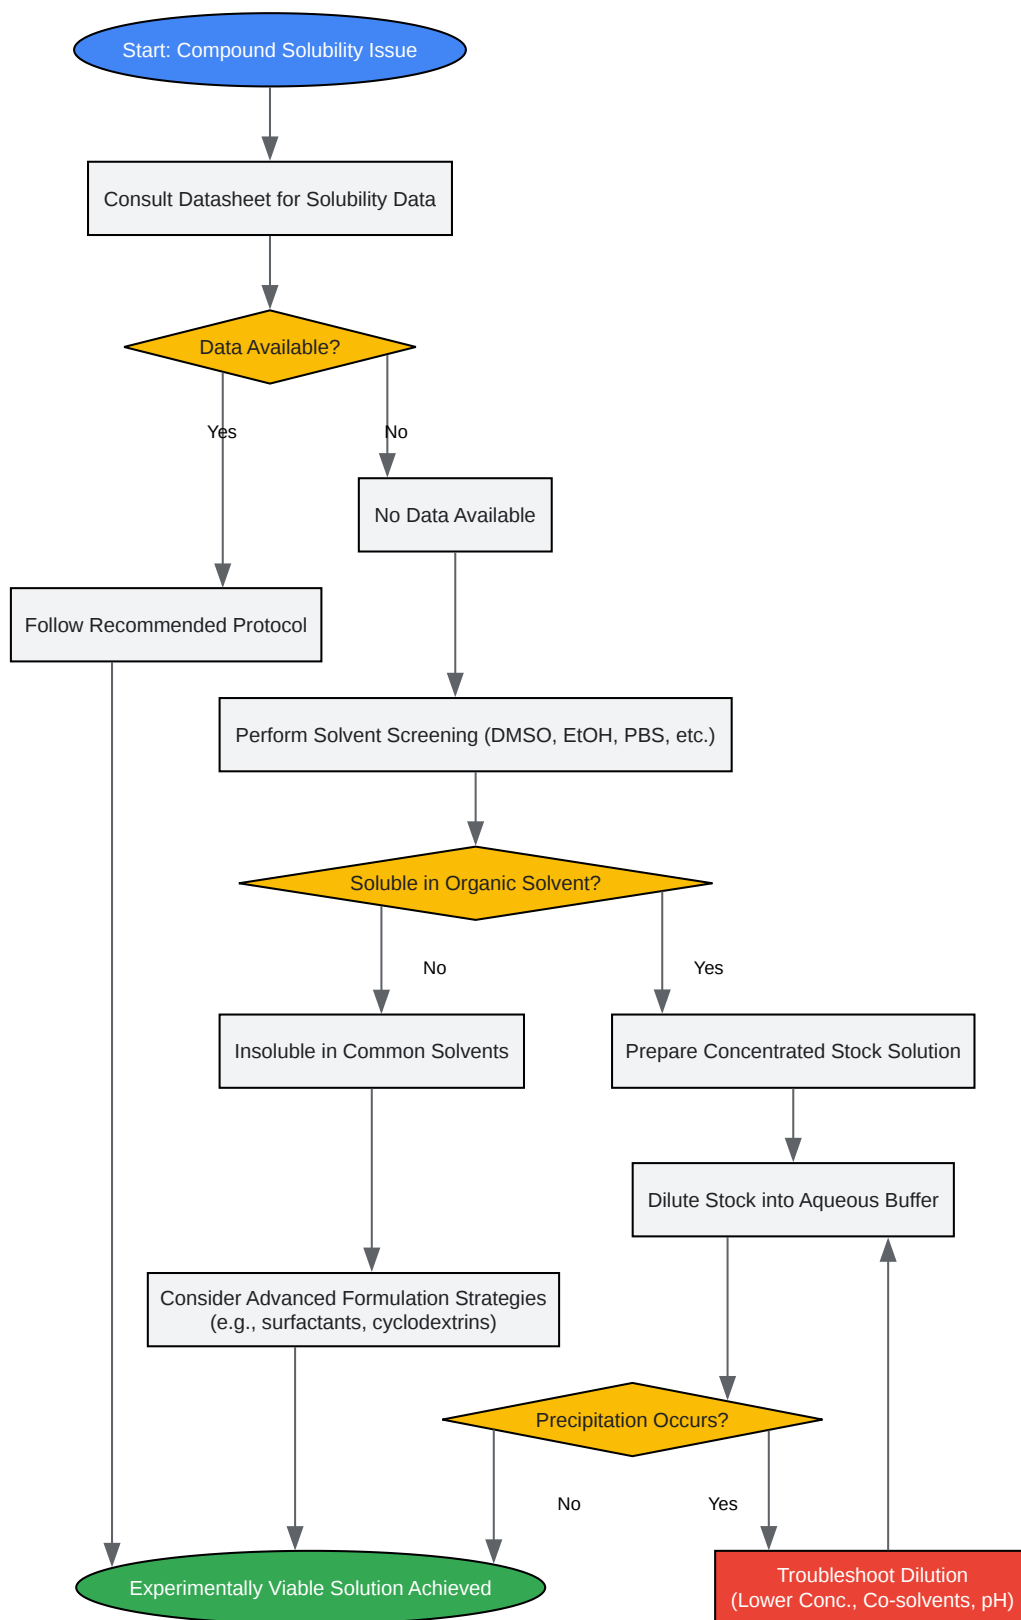 Start: Compound Solubility Issue
Consult Datasheet for Solubility Data
Data Available?
Yes
No
No Data Available
Follow Recommended Protocol
Perform Solvent Screening (DMSO, EtOH, PBS, etc.)
Soluble in Organic Solvent?
No
Yes
Insoluble in Common Solvents
Prepare Concentrated Stock Solution
Dilute Stock into Aqueous Buffer
Consider Advanced Formulation Strategies
(e.g., surfactants, cyclodextrins)
Precipitation Occurs?
No
Yes
Experimentally Viable Solution Achieved
Troubleshoot Dilution
(Lower Conc., Co-solvents, pH)